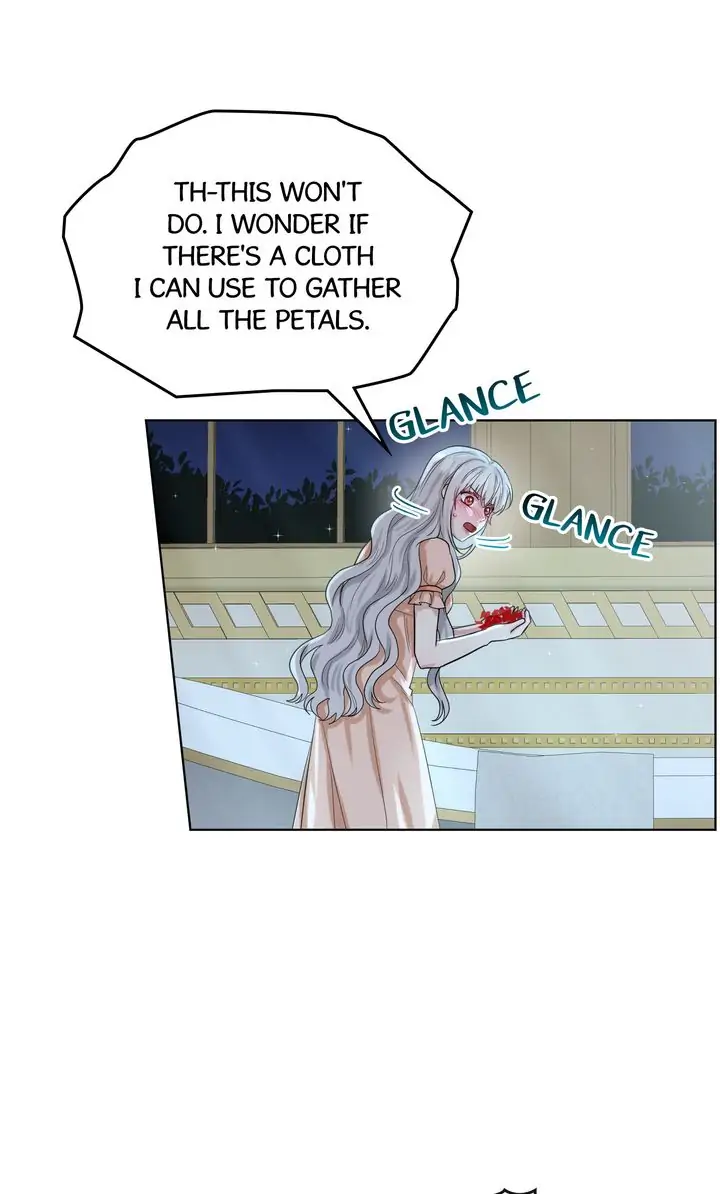 TH-THIS WON'T
DO. I WONDER IF
THERE'S A CLOTH
I CAN USE TO GATHER
ALL THE PETALS.
GLANCE
GLANCE